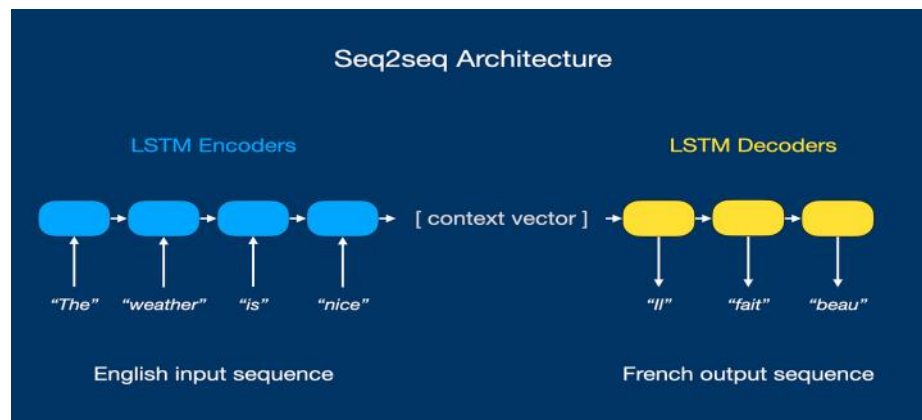 Seq2seq Architecture
LSTM Encoders LSTM Decoders
[ context vector ]
“The” “weather” “is” “nice” “Il” “fait” “beau”
English input sequence French output sequence